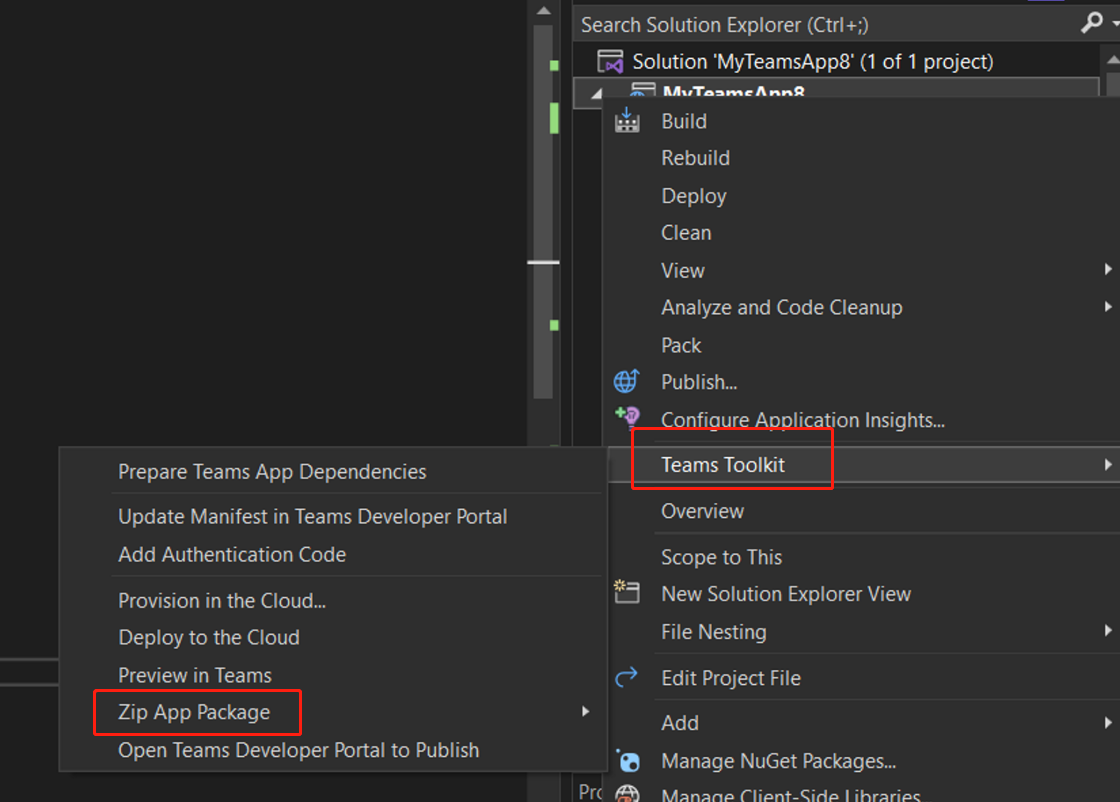 Search Solution Explorer (Ctrl+;)
Solution 'MyTeamsApp8' (1 of 1 project)
MyTeamsApp8
Build
Rebuild
Deploy
Clean
View
Analyze and Code Cleanup
Pack
Publish...
Configure Application Insights...
Teams Toolkit
Overview
Scope to This
New Solution Explorer View
File Nesting
Edit Project File
Add
Manage NuGet Packages...
Manage Client-Side Libraries
Prepare Teams App Dependencies
Update Manifest in Teams Developer Portal
Add Authentication Code
Provision in the Cloud...
Deploy to the Cloud
Preview in Teams
Zip App Package
Open Teams Developer Portal to Publish